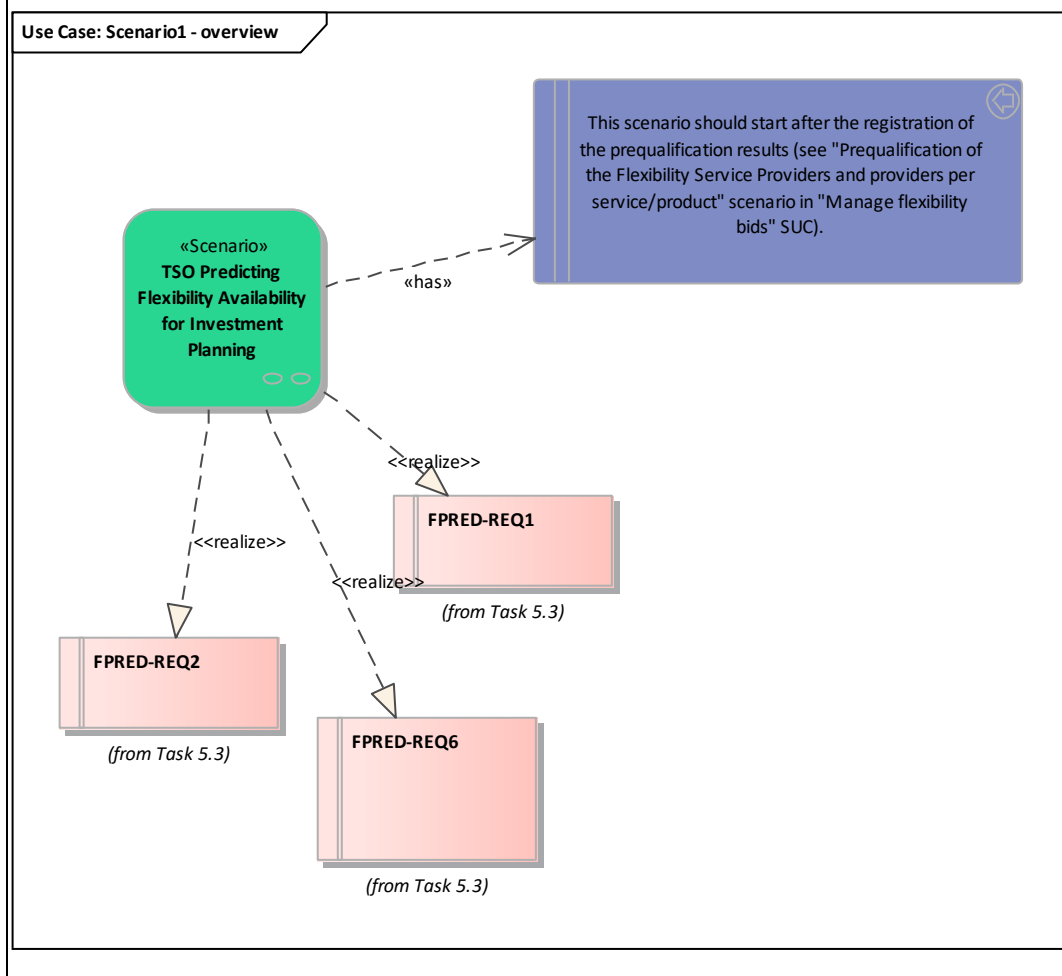 Use Case: Scenario1 - overview
This scenario should start after the registration of
the prequalification results (see "Prequalification of
the Flexibility Service Providers and providers per
service/product" scenario in "Manage flexibility
bids" SUC).
«Scenario»
TSO Predicting
Flexibility Availability
for Investment
Planning
«has»
<<realize>>
FPRED-REQ1
<<realize>>
<<realize>>
(from Task 5.3)
FPRED-REQ2
(from Task 5.3)
FPRED-REQ6
(from Task 5.3)